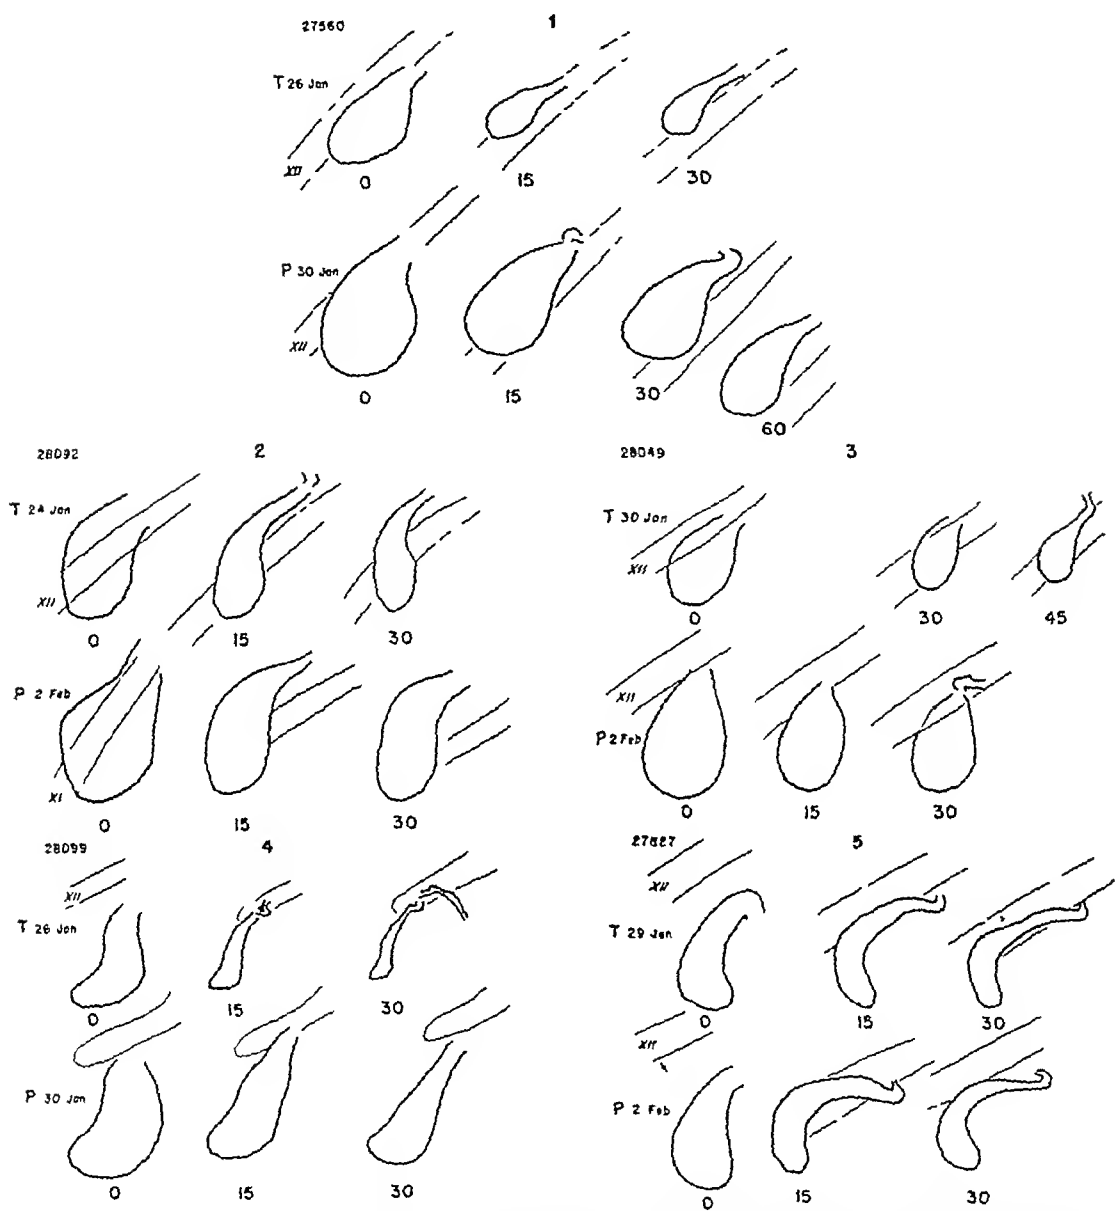 27560 1
T 26 Jan
XII
0 15 30
P 30 Jan
XII
0 15 30
60
28092 2
T 24 Jan
XII
0 15 30
P 2 Feb
XI
0 15 30
28049 3
T 30 Jan
XII
0 30 45
XII
P 2 Feb
0 15 30
28099 4
XII
T 26 Jan
0 15 30
P 30 Jan
0 15 30
27827 5
XII
T 29 Jan
0 15 30
XII
P 2 Feb
0 15 30